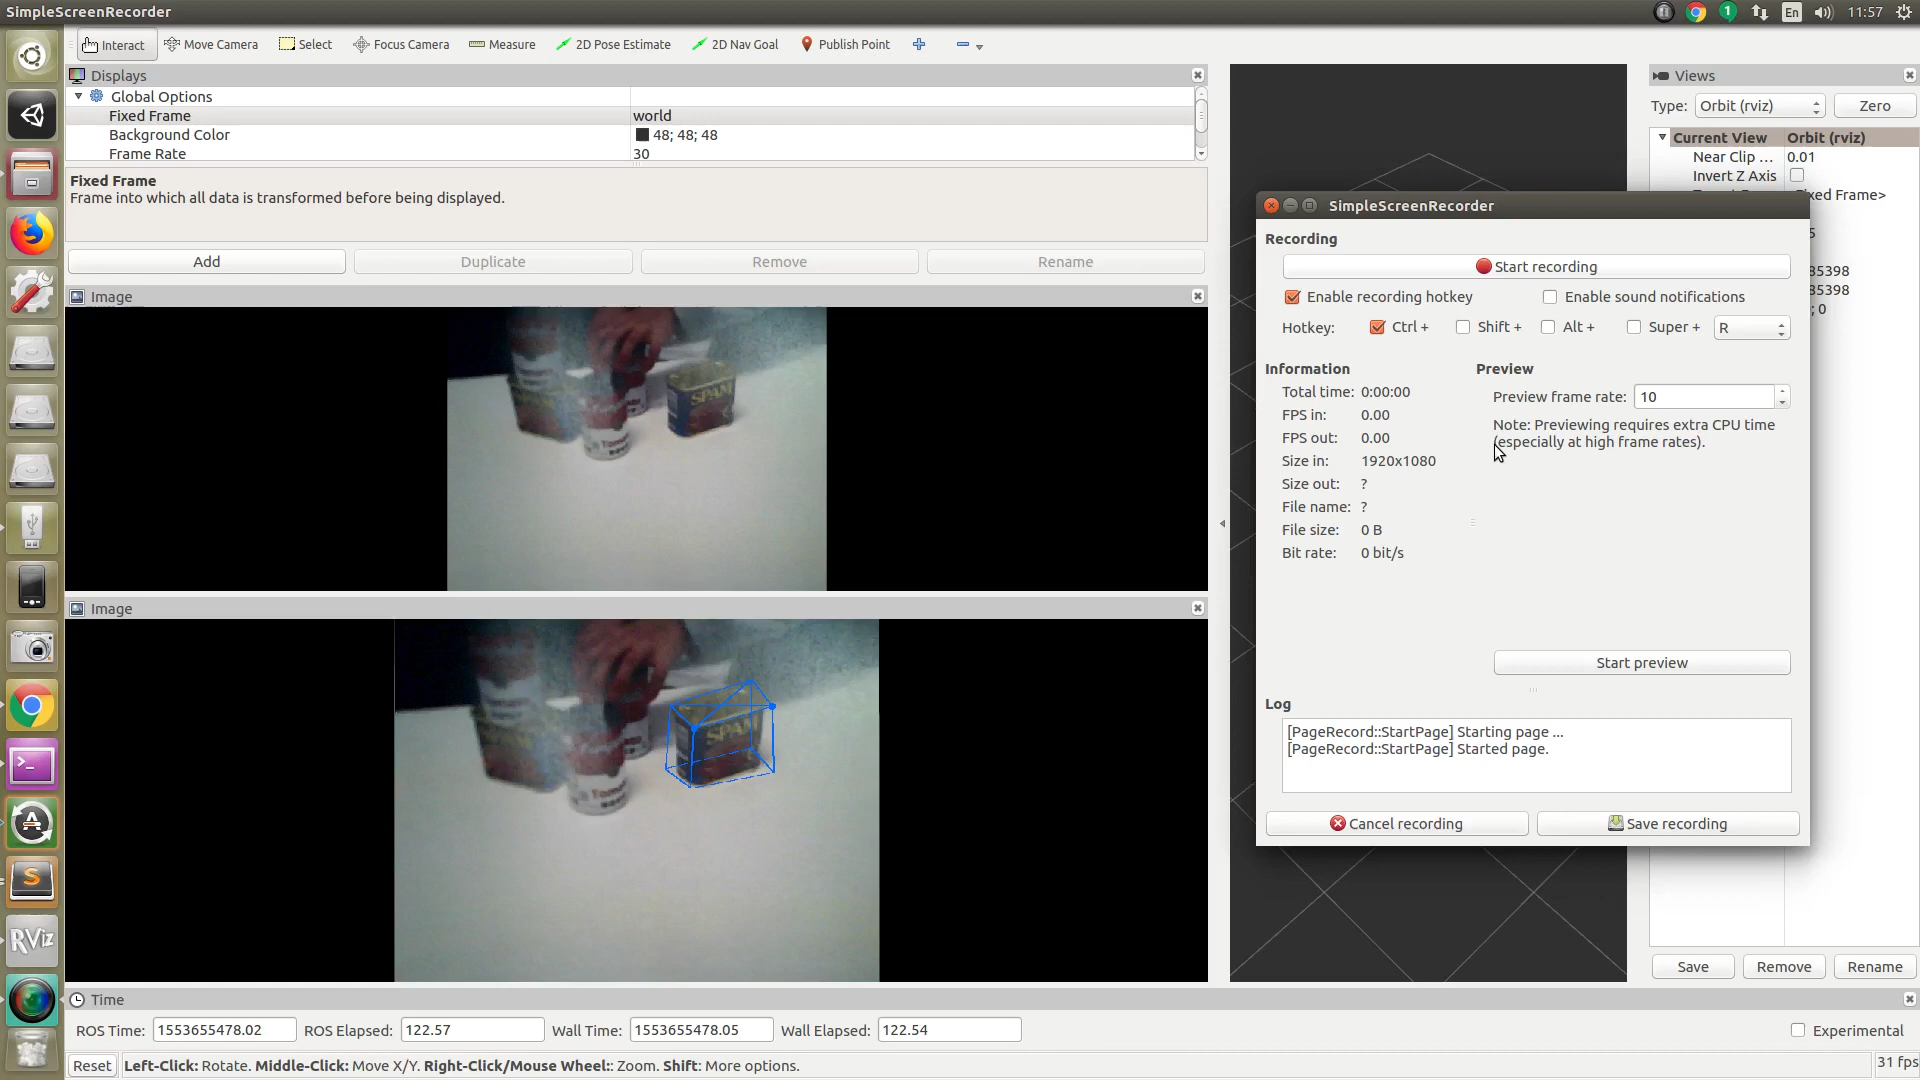 SimpleScreenRecorder
1 En 11:57
Interact Move Camera Select Focus Camera Measure 2D Pose Estimate 2D Nav Goal Publish Point
Displays
Global Options
Fixed Frame world
Background Color 48; 48; 48
Frame Rate 30
Fixed Frame
Frame into which all data is transformed before being displayed.
Add Duplicate Remove Rename
Image
SPAM
Image
SPAM
Time
ROS Time: 1553655478.02 ROS Elapsed: 122.57 Wall Time: 1553655478.05 Wall Elapsed: 122.54 Experimental
Reset Left-Click: Rotate. Middle-Click: Move X/Y. Right-Click/Mouse Wheel:: Zoom. Shift: More options. 31 fps
Views
Type: Orbit (rviz) Zero
Current View Orbit (rviz)
Near Clip ... 0.01
Invert Z Axis
xed Frame>
5
85398
85398
; 0
Save Remove Rename
SimpleScreenRecorder
Recording
Start recording
Enable recording hotkey Enable sound notifications
Hotkey: Ctrl + Shift + Alt + Super + R
Information
Total time: 0:00:00
FPS in: 0.00
FPS out: 0.00
Size in: 1920x1080
Size out: ?
File name: ?
File size: 0 B
Bit rate: 0 bit/s
Preview
Preview frame rate: 10
Note: Previewing requires extra CPU time
(especially at high frame rates).
Start preview
Log
[PageRecord::StartPage] Starting page ...
[PageRecord::StartPage] Started page.
Cancel recording Save recording
S
RViz